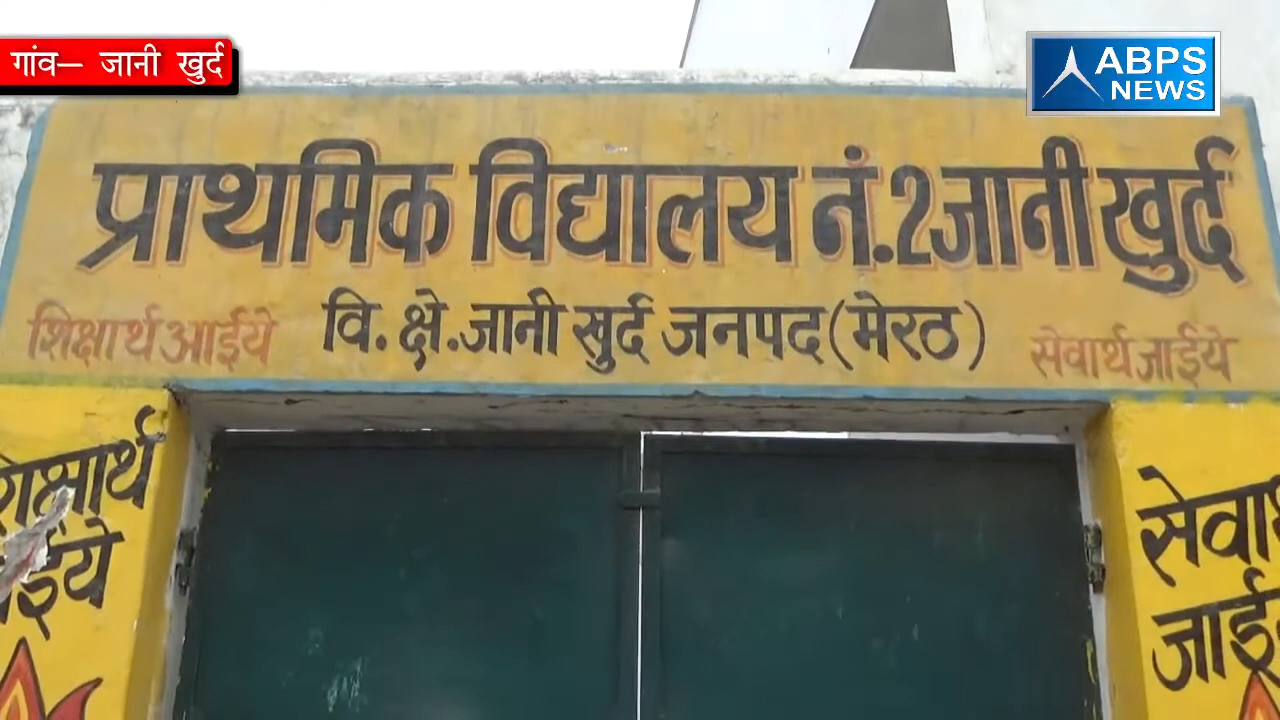 गांव– जानी खुर्द
ABPS
NEWS
प्राथमिक विद्यालय नं.2 जानी खुर्द
वि. क्षे. जानी खुर्द जनपद (मेरठ)
शिक्षार्थ आईये
सेवार्थ जाईये